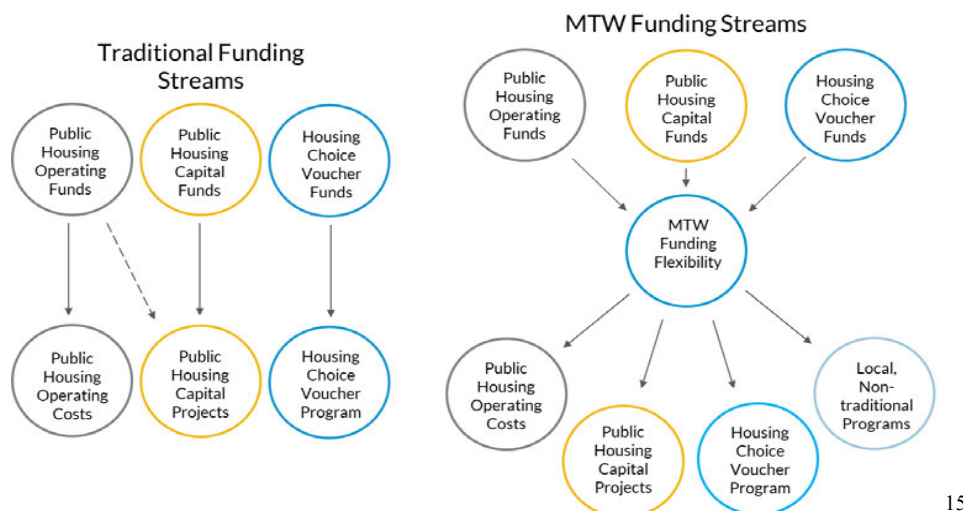 Traditional Funding
Streams
Public
Housing
Operating
Funds
Public
Housing
Capital
Funds
Housing
Choice
Voucher
Funds
Public
Housing
Operating
Costs
Public
Housing
Capital
Projects
Housing
Choice
Voucher
Program
MTW Funding Streams
Public
Housing
Operating
Funds
Public
Housing
Capital
Funds
Housing
Choice
Voucher
Funds
MTW
Funding
Flexibility
Public
Housing
Operating
Costs
Public
Housing
Capital
Projects
Housing
Choice
Voucher
Program
Local,
Non-
traditional
Programs
15